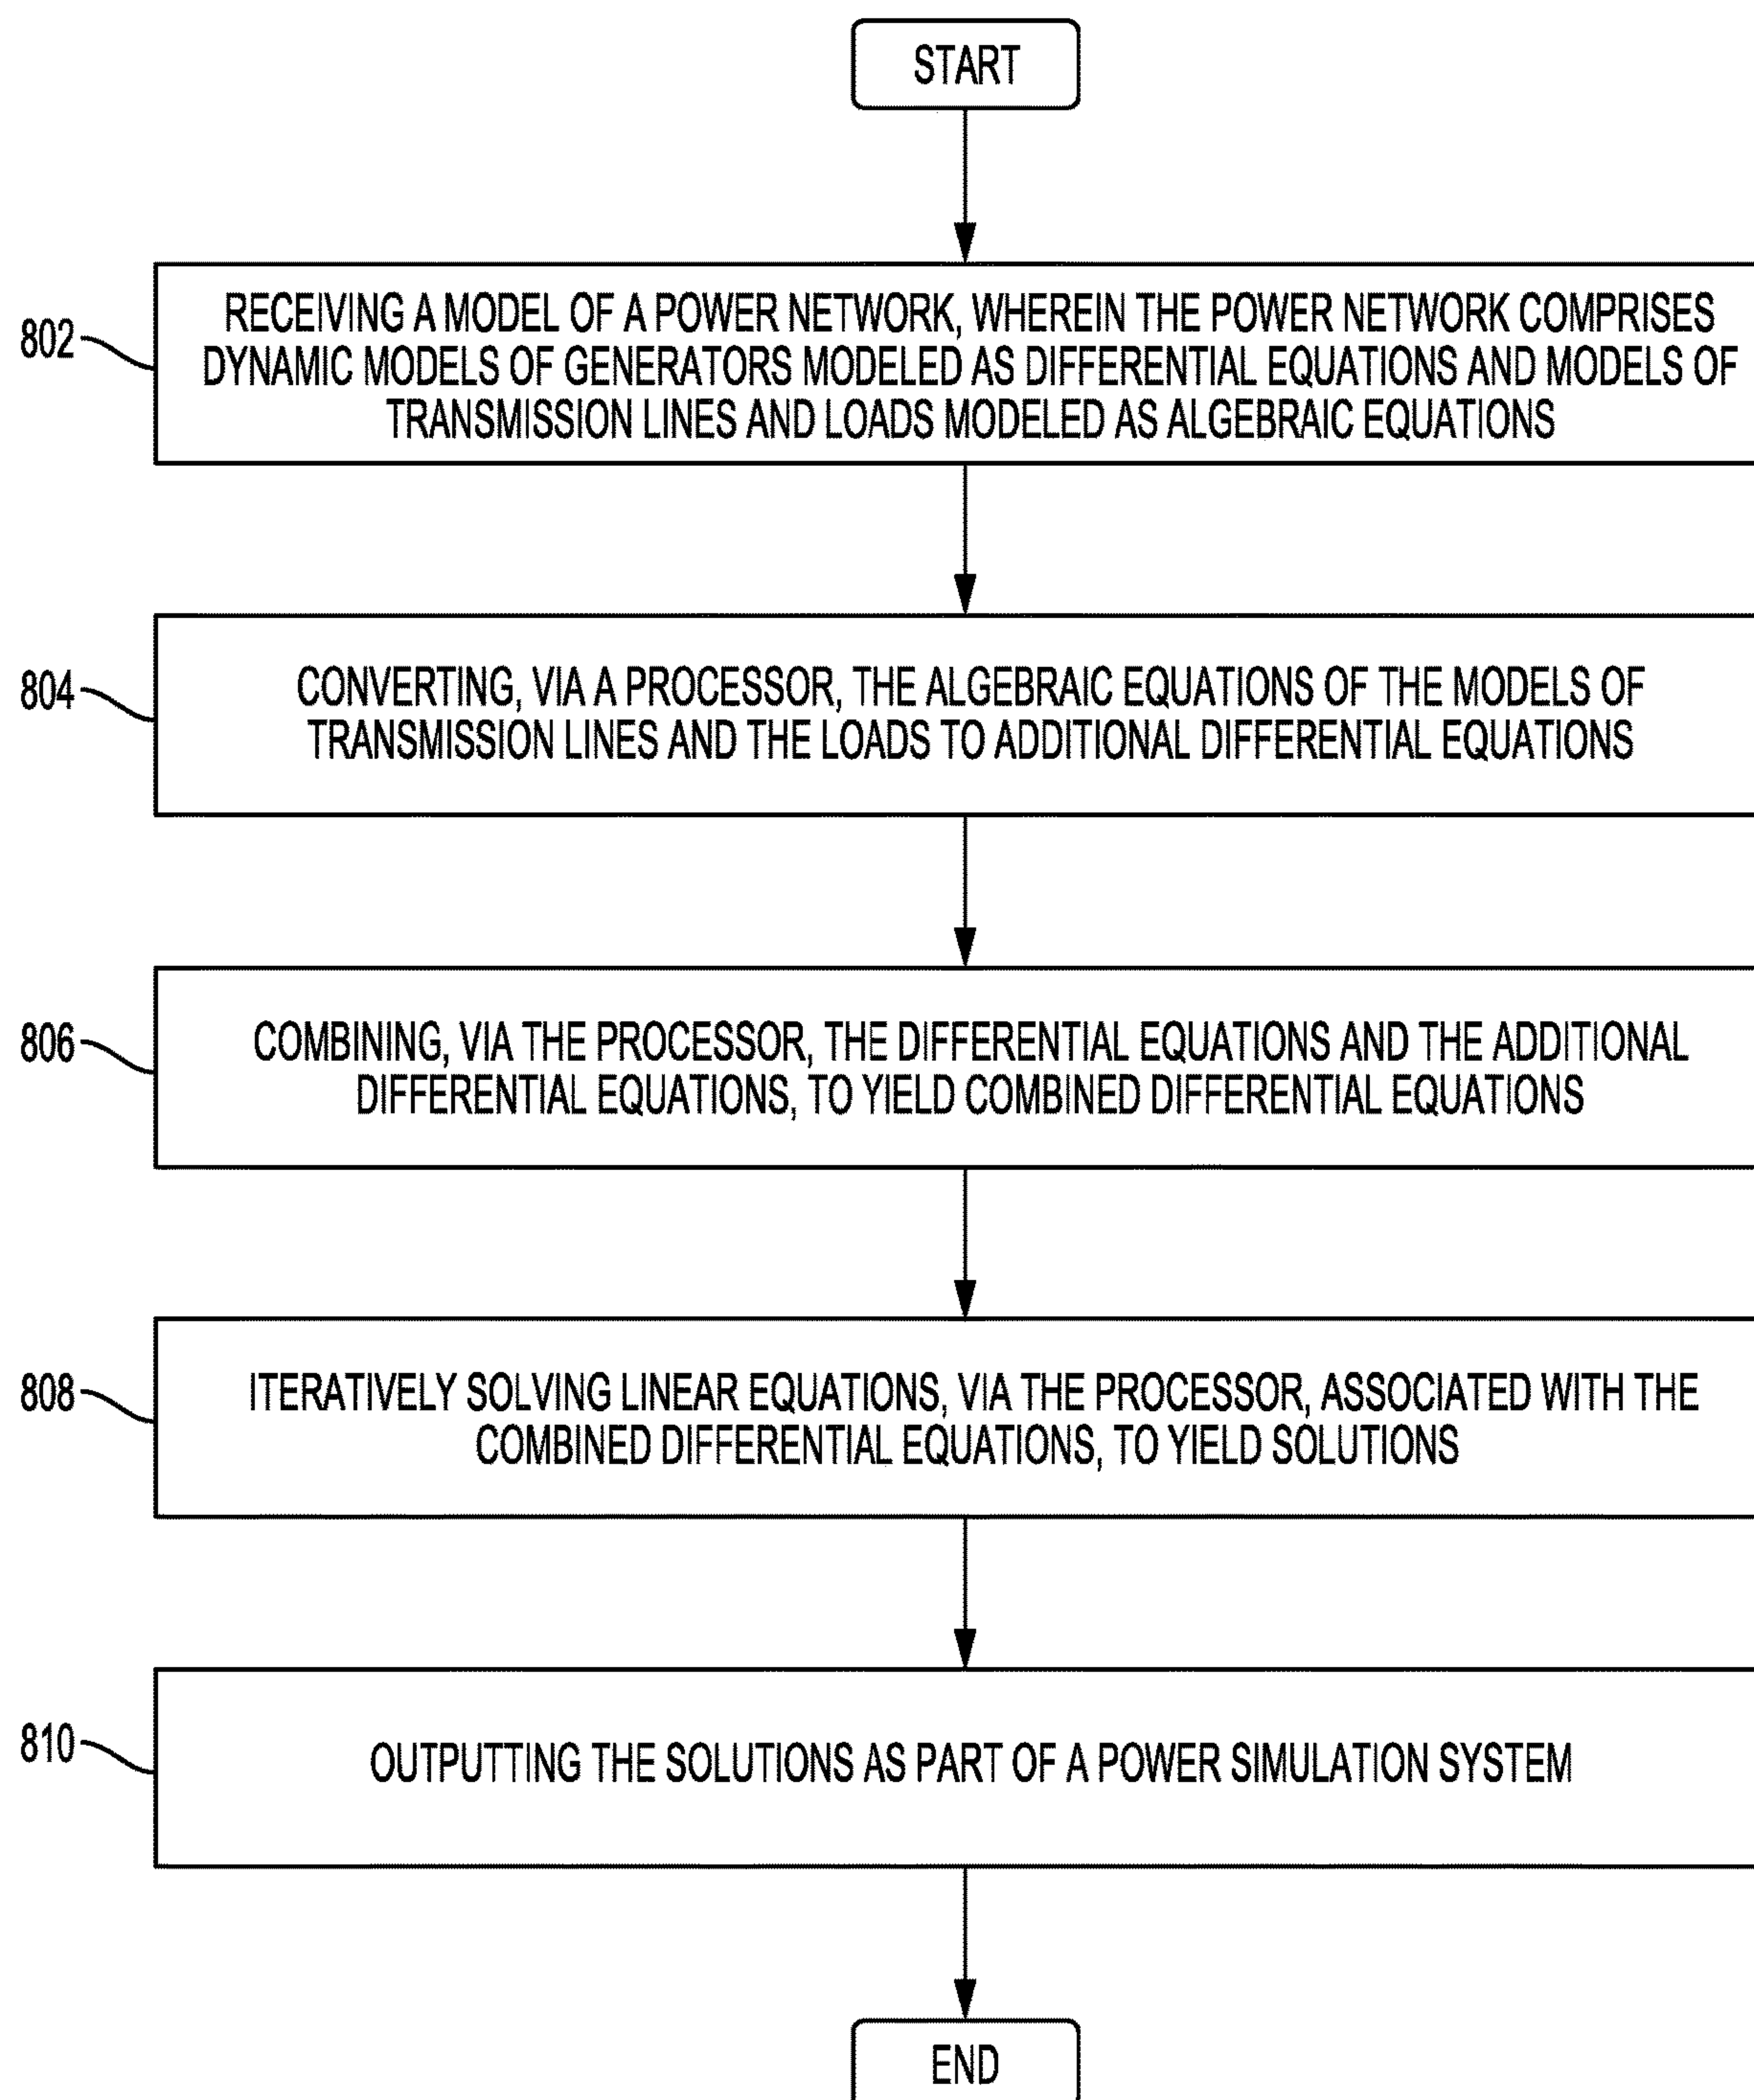 START
802
RECEIVING A MODEL OF A POWER NETWORK, WHEREIN THE POWER NETWORK COMPRISES
DYNAMIC MODELS OF GENERATORS MODELED AS DIFFERENTIAL EQUATIONS AND MODELS OF
TRANSMISSION LINES AND LOADS MODELED AS ALGEBRAIC EQUATIONS
804
CONVERTING, VIA A PROCESSOR, THE ALGEBRAIC EQUATIONS OF THE MODELS OF
TRANSMISSION LINES AND THE LOADS TO ADDITIONAL DIFFERENTIAL EQUATIONS
806
COMBINING, VIA THE PROCESSOR, THE DIFFERENTIAL EQUATIONS AND THE ADDITIONAL
DIFFERENTIAL EQUATIONS, TO YIELD COMBINED DIFFERENTIAL EQUATIONS
808
ITERATIVELY SOLVING LINEAR EQUATIONS, VIA THE PROCESSOR, ASSOCIATED WITH THE
COMBINED DIFFERENTIAL EQUATIONS, TO YIELD SOLUTIONS
810
OUTPUTTING THE SOLUTIONS AS PART OF A POWER SIMULATION SYSTEM
END